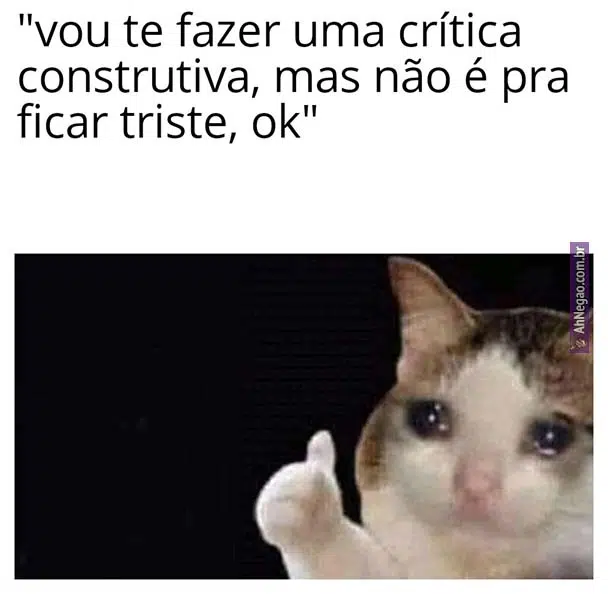 "vou te fazer uma crítica
construtiva, mas não é pra
ficar triste, ok"
AhNegao.com.br